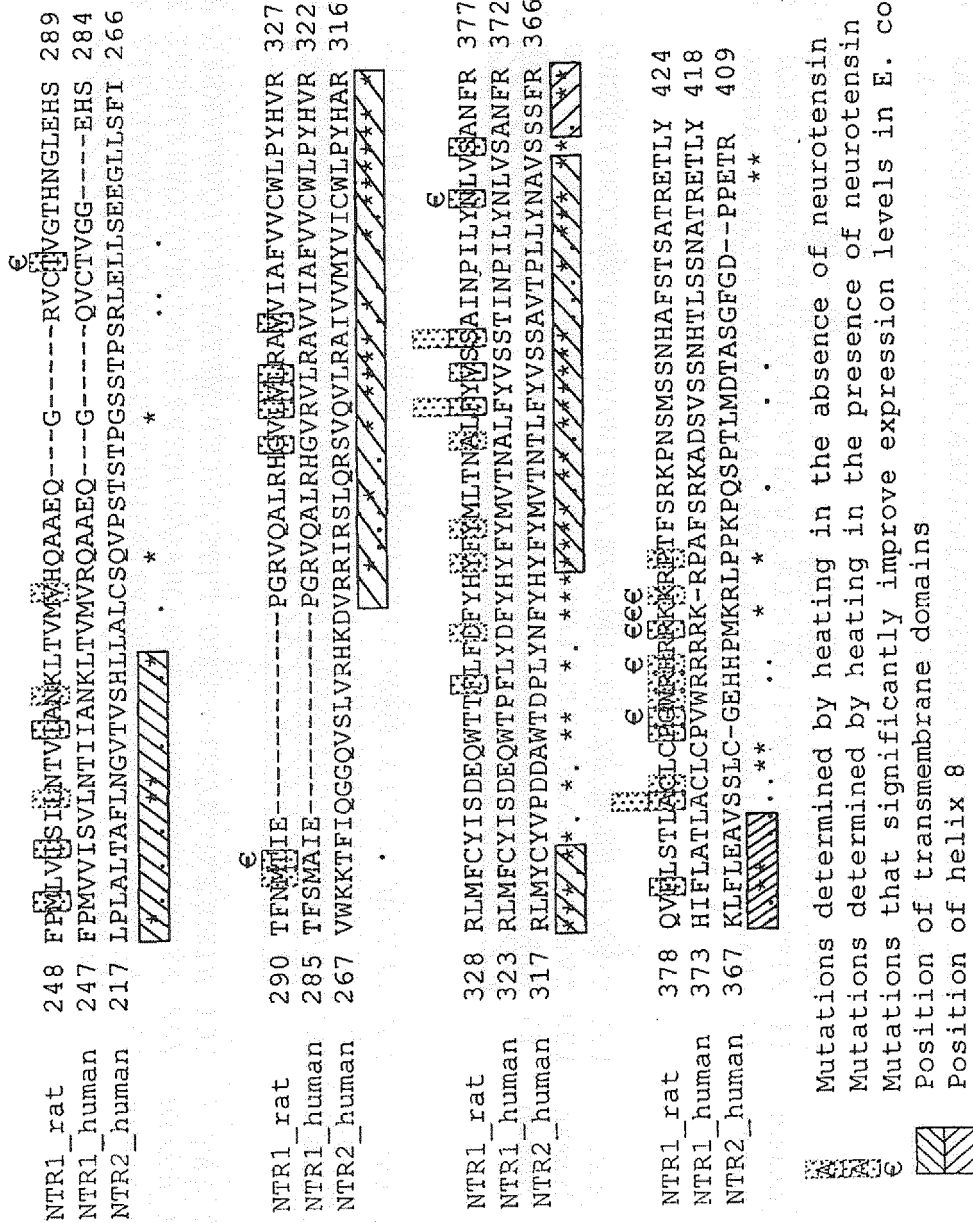 €
NTR1_rat 248 FPMLVISILNTVIANKLTVMVHQAAEQ---G-----RVCTVGTHNGLEHS 289
NTR1_human 247 FPMVVISVLNTIIANKLTVMVRQAAEQ---G-----QVCTVGG----EHS 284
NTR2_human 217 LPLALTAFLNGVTVSHLLALCSQVPSTSTPGSSTPSRLELLSEEGLLSFI 266
€
NTR1_rat 290 TFNMTIE------------PGRVQALRHGVLVLRAVVIAFVVCWLPYHVR 327
NTR1_human 285 TFSMAIE------------PGRVQALRHGVRVLRAVVIAFVVCWLPYHVR 322
NTR2_human 267 VWKKTFIQGGQVSLVRHKDVRRIRSLQRSVQVLRAIVVMYVICWLPYHAR 316
€
NTR1_rat 328 RLMFCYISDEQWTTFLFDFYHYFYMLTNALFYVSSAINPILYNLVSANFR 377
NTR1_human 323 RLMFCYISDEQWTPFLYDFYHYFYMVTNALFYVSSTINPILYNLVSANFR 372
NTR2_human 317 RLMYCYVPDDAWTDPLYNFYHYFYMVTNTLFYVSSAVTPLLYNAVSSSFR 366
€ € €€€
NTR1_rat 378 QVFLSTLACLCPGWRHRRKKRPTFSRKPNSMSSNHAFSTSATRETLY 424
NTR1_human 373 HIFLATLACLCPVWRRRRK-RPAFSRKADSVSSNHTLSSNATRETLY 418
NTR2_human 367 KLFLEAVSSLC-GEHHPMKRLPPKPQSPTLMDTASGFGD--PPETR 409
Mutations determined by heating in the absence of neurotensin
Mutations determined by heating in the presence of neurotensin
€ Mutations that significantly improve expression levels in E. co
Position of transmembrane domains
Position of helix 8